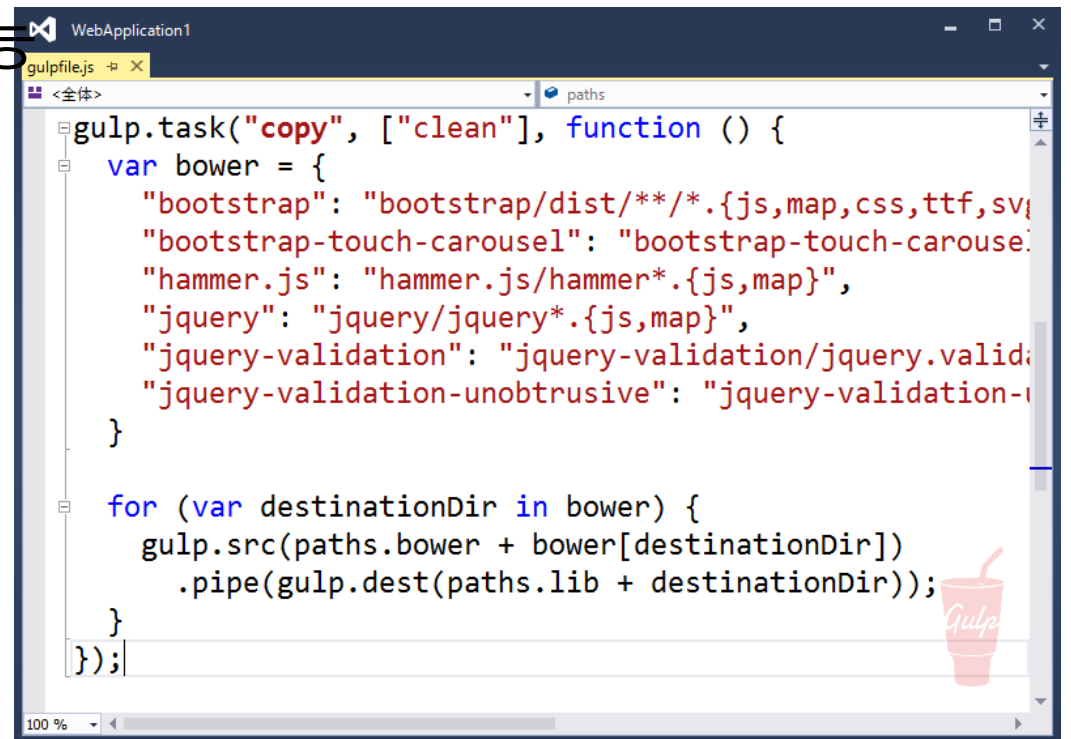 WebApplication1
gulpfile.js
<全体>
paths
gulp.task("copy", ["clean"], function () {
var bower = {
"bootstrap": "bootstrap/dist/**/*.{js,map,css,ttf,sv
"bootstrap-touch-carousel": "bootstrap-touch-carouse
"hammer.js": "hammer.js/hammer*.{js,map}",
"jquery": "jquery/jquery*.{js,map}",
"jquery-validation": "jquery-validation/jquery.valid
"jquery-validation-unobtrusive": "jquery-validation-
}
for (var destinationDir in bower) {
gulp.src(paths.bower + bower[destinationDir])
.pipe(gulp.dest(paths.lib + destinationDir));
}
});
Gulp
100 %